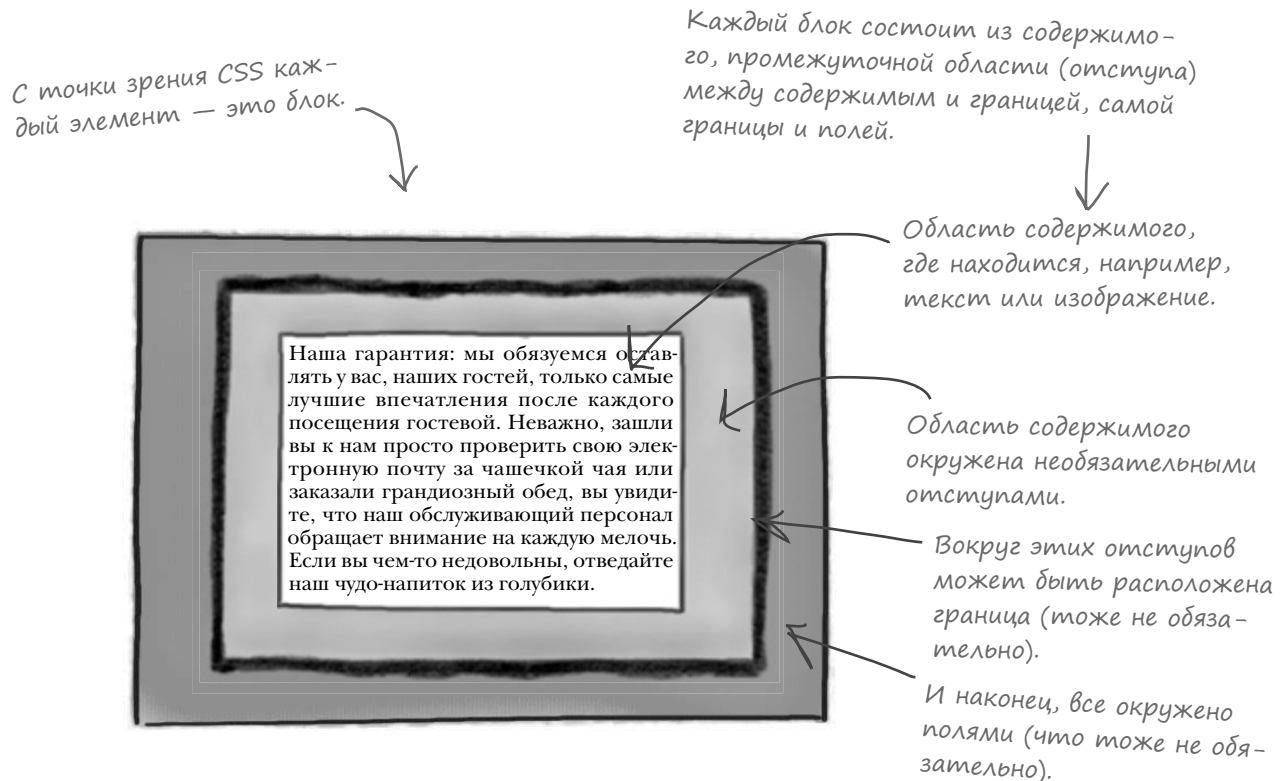 С точки зрения CSS каж-
дый элемент — это блок.
Каждый блок состоит из содержимо-
го, промежуточной области (отступа)
между содержимым и границей, самой
границы и полей.
Область содержимого,
где находится, например,
текст или изображение.
Наша гарантия: мы обязуемся остав-
лять у вас, наших гостей, только самые
лучшие впечатления после каждого
посещения гостевой. Неважно, зашли
вы к нам просто проверить свою элек-
тронную почту за чашечкой чая или
заказали грандиозный обед, вы увиди-
те, что наш обслуживающий персонал
обращает внимание на каждую мелочь.
Если вы чем-то недовольны, отведайте
наш чудо-напиток из голубики.
Область содержимого
окружена необязательными
отступами.
Вокруг этих отступов
может быть расположена
граница (тоже не обяза-
тельно).
И наконец, все окружено
полями (что тоже не обя-
зательно).